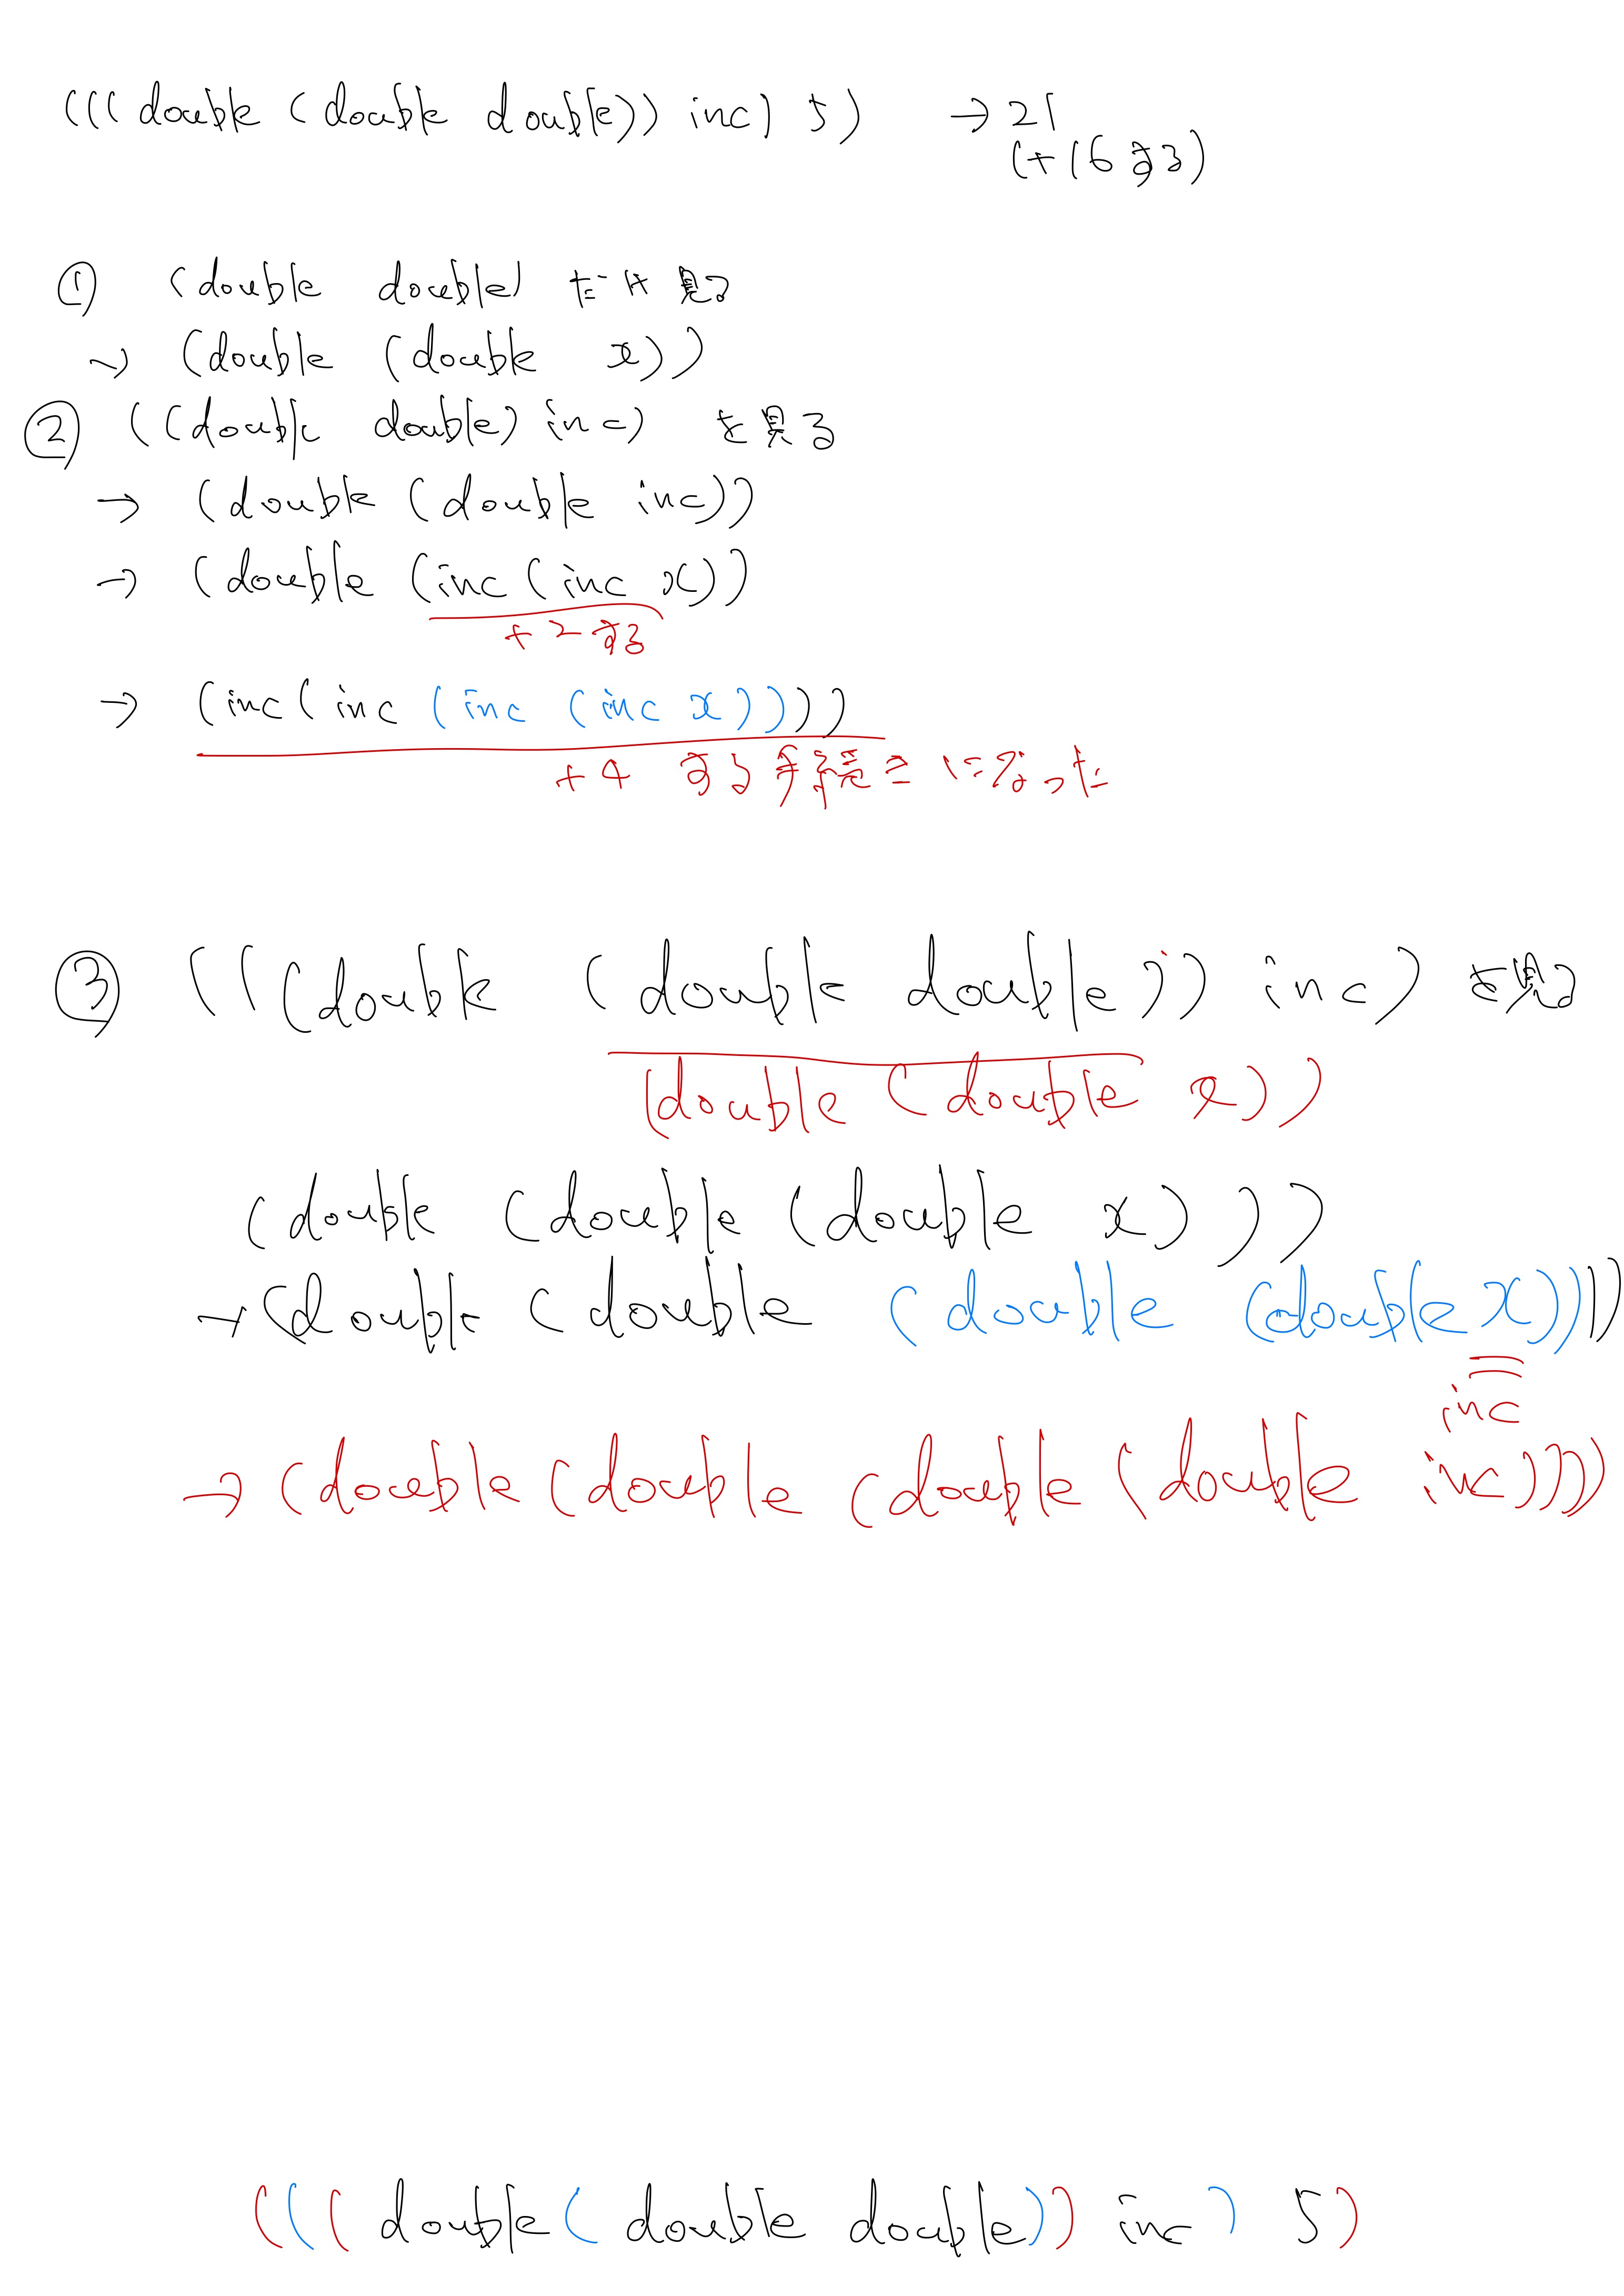 (((double (double double)) inc) 5) → 21
(+16する)
① (double double) だけ見る
→ (double (double x))
② ((double double) inc) を見る
→ (double (double inc))
→ (double (inc (inc x))
+2する
→ (inc (inc (inc (inc x))))
+4 する手続きになった
③ (((double (double double)) inc) を見る
(double (double x))
(double (double (double x)))
→ (double (double (double (double x))))
inc
→ (double (double (double (double inc))))
(((double (double double)) inc) 5)